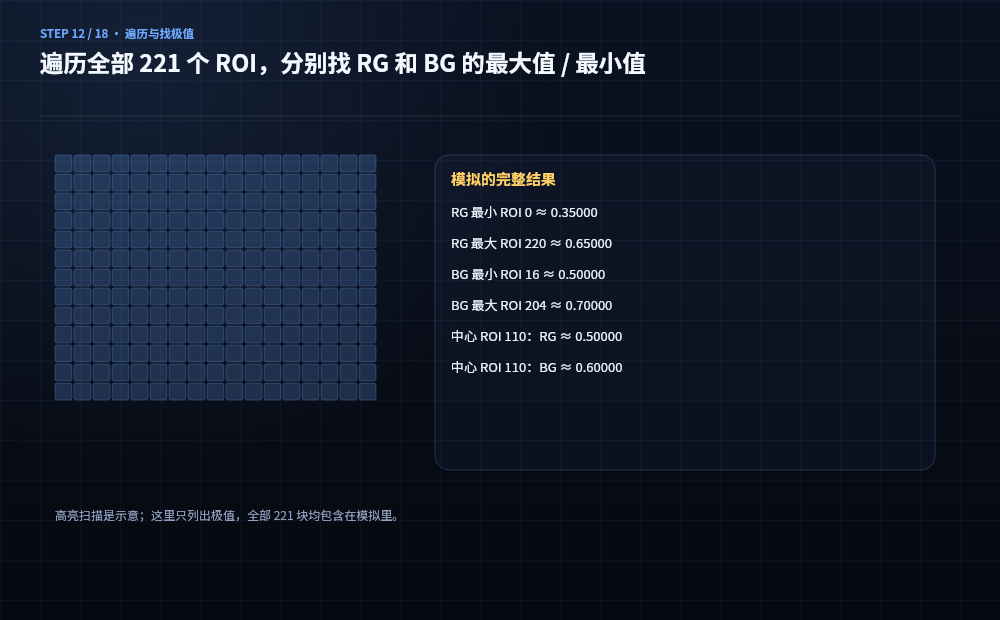 STEP 12 / 18 • 遍历与找极值
遍历全部 221 个 ROI，分别找 RG 和 BG 的最大值 / 最小值
模拟的完整结果
RG 最小 ROI 0 ≈ 0.35000
RG 最大 ROI 220 ≈ 0.65000
BG 最小 ROI 16 ≈ 0.50000
BG 最大 ROI 204 ≈ 0.70000
中心 ROI 110：RG ≈ 0.50000
中心 ROI 110：BG ≈ 0.60000
高亮扫描是示意；这里只列出极值，全部 221 块均包含在模拟里。